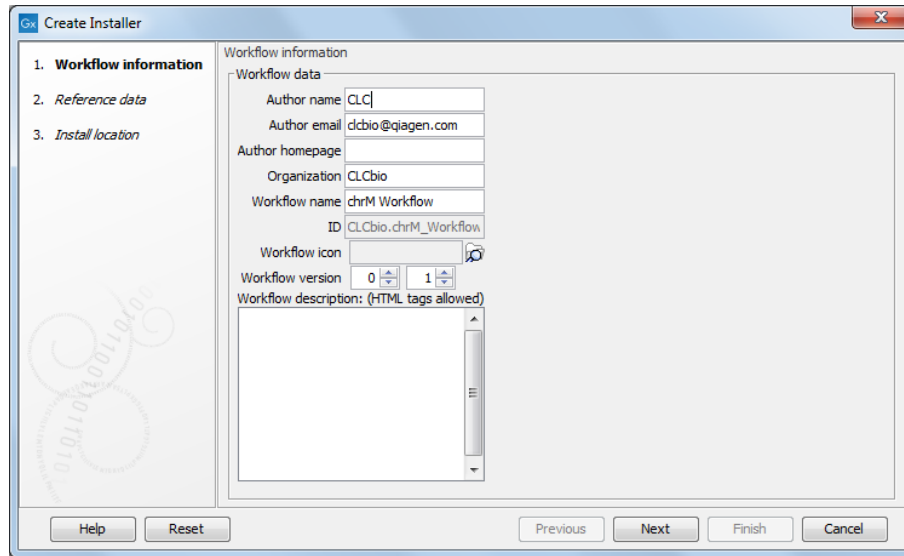 Gx Create Installer
1. Workflow information
2. Reference data
3. Install location
Workflow information
Workflow data
Author name CLC
Author email clcbio@qiagen.com
Author homepage
Organization CLCbio
Workflow name chrM Workflow
ID CLCbio.chrM_Workflow
Workflow icon
Workflow version 0 1
Workflow description: (HTML tags allowed)
Help Reset Previous Next Finish Cancel